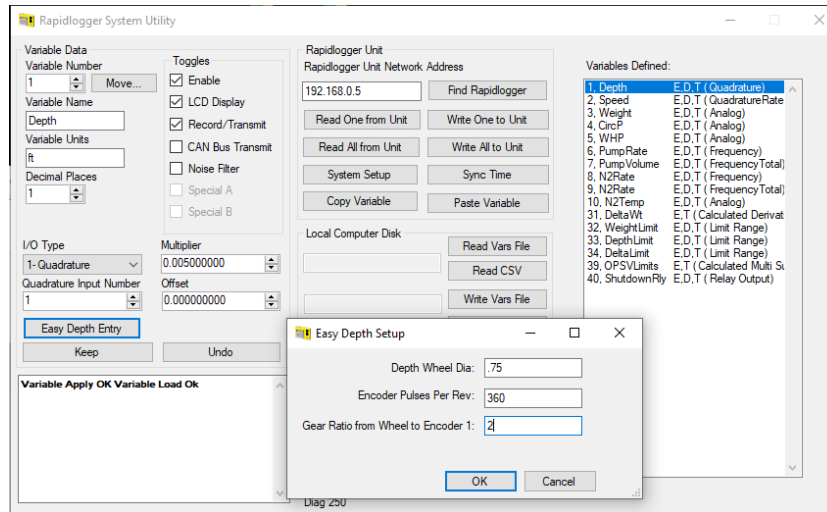 Rapidlogger System Utility
Variable Data
Variable Number
1
Move...
Variable Name
Depth
Variable Units
ft
Decimal Places
1
Toggles
Enable
LCD Display
Record/Transmit
CAN Bus Transmit
Noise Filter
Special A
Special B
I/O Type
1- Quadrature
Multiplier
0.005000000
Quadrature Input Number
1
Offset
0.000000000
Easy Depth Entry
Keep
Undo
Variable Apply OK Variable Load Ok
Rapidlogger Unit
Rapidlogger Unit Network Address
192.168.0.5
Find Rapidlogger
Read One from Unit
Write One to Unit
Read All from Unit
Write All to Unit
System Setup
Sync Time
Copy Variable
Paste Variable
Local Computer Disk
Read Vars File
Read CSV
Write Vars File
Variables Defined:
1, Depth E,D,T ( Quadrature)
2, Speed E,D,T ( QuadratureRate
3, Weight E,D,T ( Analog)
4, CircP E,D,T ( Analog)
5, WHP E,D,T ( Analog)
6, PumpRate E,D,T ( Frequency)
7, PumpVolume E,D,T ( FrequencyTotal)
8, N2Rate E,D,T ( Frequency)
9, N2Rate E,D,T ( FrequencyTotal)
10, N2Temp E,D,T ( Analog)
31, DeltaWt E,T ( Calculated Derivat
32, WeightLimit E,D,T ( Limit Range)
33, DepthLimit E,D,T ( Limit Range)
34, DeltaLimit E,D,T ( Limit Range)
39, OPSVLimits E,T ( Calculated Multi Su
40, ShutdownRly E,D,T ( Relay Output)
Easy Depth Setup
Depth Wheel Dia: .75
Encoder Pulses Per Rev: 360
Gear Ratio from Wheel to Encoder 1: 2
OK
Cancel
Diag 250